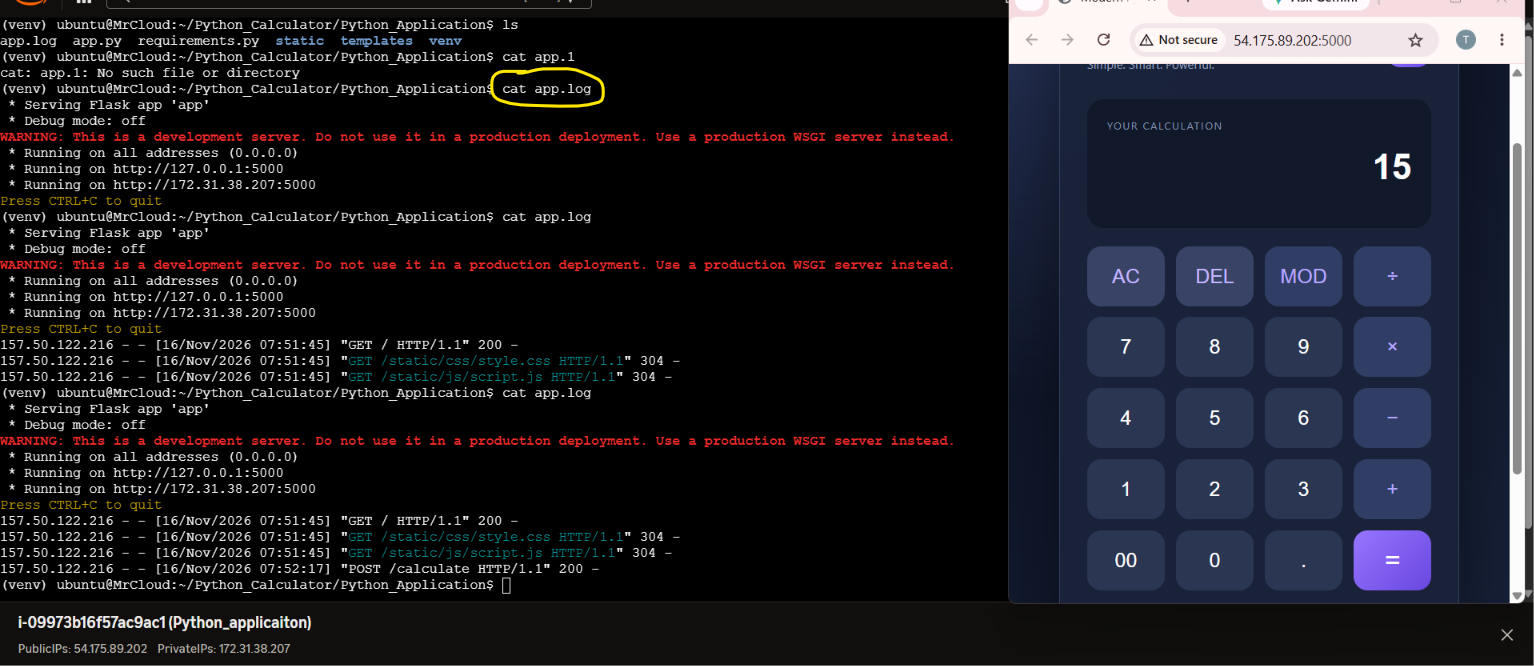 (venv) ubuntu@MrCloud:~/Python_Calculator/Python_Application$ ls
app.log app.py requirements.py static templates venv
(venv) ubuntu@MrCloud:~/Python_Calculator/Python_Application$ cat app.1
cat: app.1: No such file or directory
(venv) ubuntu@MrCloud:~/Python_Calculator/Python_Application$ cat app.log
* Serving Flask app 'app'
* Debug mode: off
WARNING: This is a development server. Do not use it in a production deployment. Use a production WSGI server instead.
* Running on all addresses (0.0.0.0)
* Running on http://127.0.0.1:5000
* Running on http://172.31.38.207:5000
Press CTRL+C to quit
(venv) ubuntu@MrCloud:~/Python_Calculator/Python_Application$ cat app.log
* Serving Flask app 'app'
* Debug mode: off
WARNING: This is a development server. Do not use it in a production deployment. Use a production WSGI server instead.
* Running on all addresses (0.0.0.0)
* Running on http://127.0.0.1:5000
* Running on http://172.31.38.207:5000
Press CTRL+C to quit
157.50.122.216 - - [16/Nov/2026 07:51:45] "GET / HTTP/1.1" 200 -
157.50.122.216 - - [16/Nov/2026 07:51:45] "GET /static/css/style.css HTTP/1.1" 304 -
157.50.122.216 - - [16/Nov/2026 07:51:45] "GET /static/js/script.js HTTP/1.1" 304 -
(venv) ubuntu@MrCloud:~/Python_Calculator/Python_Application$ cat app.log
* Serving Flask app 'app'
* Debug mode: off
WARNING: This is a development server. Do not use it in a production deployment. Use a production WSGI server instead.
* Running on all addresses (0.0.0.0)
* Running on http://127.0.0.1:5000
* Running on http://172.31.38.207:5000
Press CTRL+C to quit
157.50.122.216 - - [16/Nov/2026 07:51:45] "GET / HTTP/1.1" 200 -
157.50.122.216 - - [16/Nov/2026 07:51:45] "GET /static/css/style.css HTTP/1.1" 304 -
157.50.122.216 - - [16/Nov/2026 07:51:45] "GET /static/js/script.js HTTP/1.1" 304 -
157.50.122.216 - - [16/Nov/2026 07:52:17] "POST /calculate HTTP/1.1" 200 -
(venv) ubuntu@MrCloud:~/Python_Calculator/Python_Application$
i-09973b16f57ac9ac1 (Python_applicaiton)
PublicIPs: 54.175.89.202 PrivateIPs: 172.31.38.207
Not secure 54.175.89.202:5000 T
Simple. Smart. Powerful.
YOUR CALCULATION
15
AC DEL MOD ÷
7 8 9 ×
4 5 6 −
1 2 3 +
00 0 . =